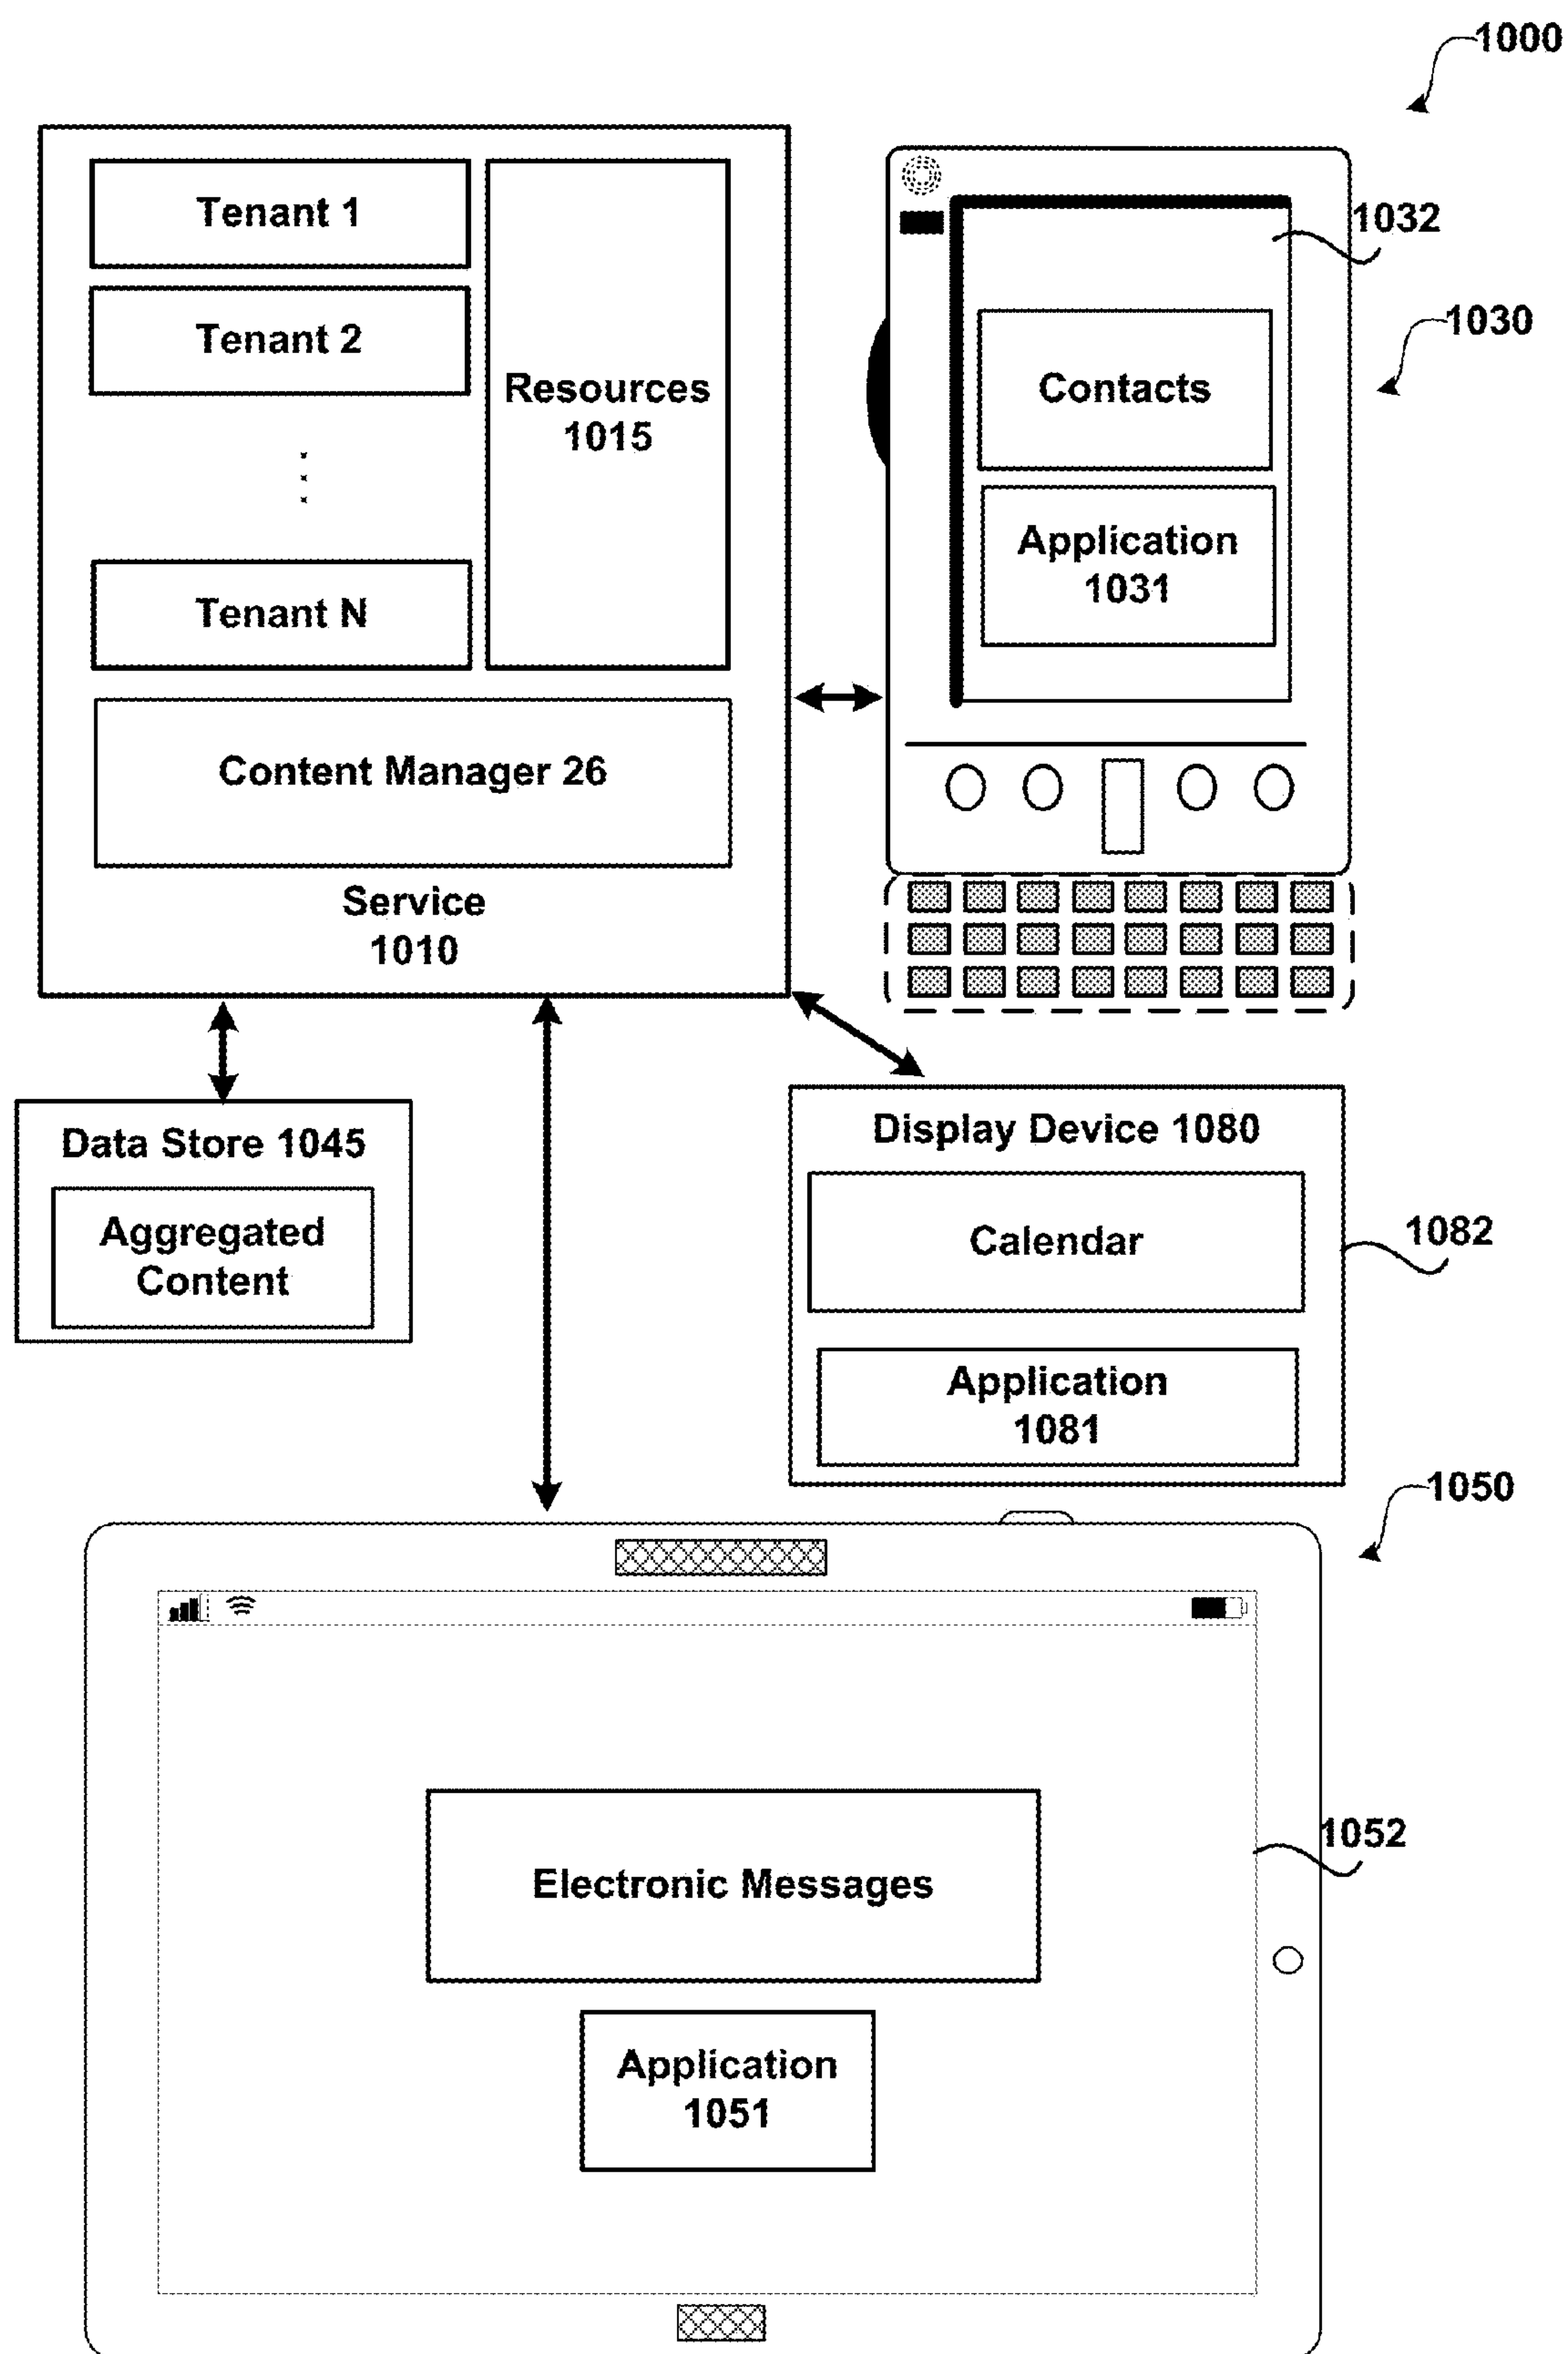 1000
Tenant 1
Tenant 2
Tenant N
Resources
1015
Content Manager 26
Service
1010
1032
1030
Contacts
Application
1031
Data Store 1045
Aggregated
Content
Display Device 1080
Calendar
1082
Application
1081
1050
Electronic Messages
1052
Application
1051